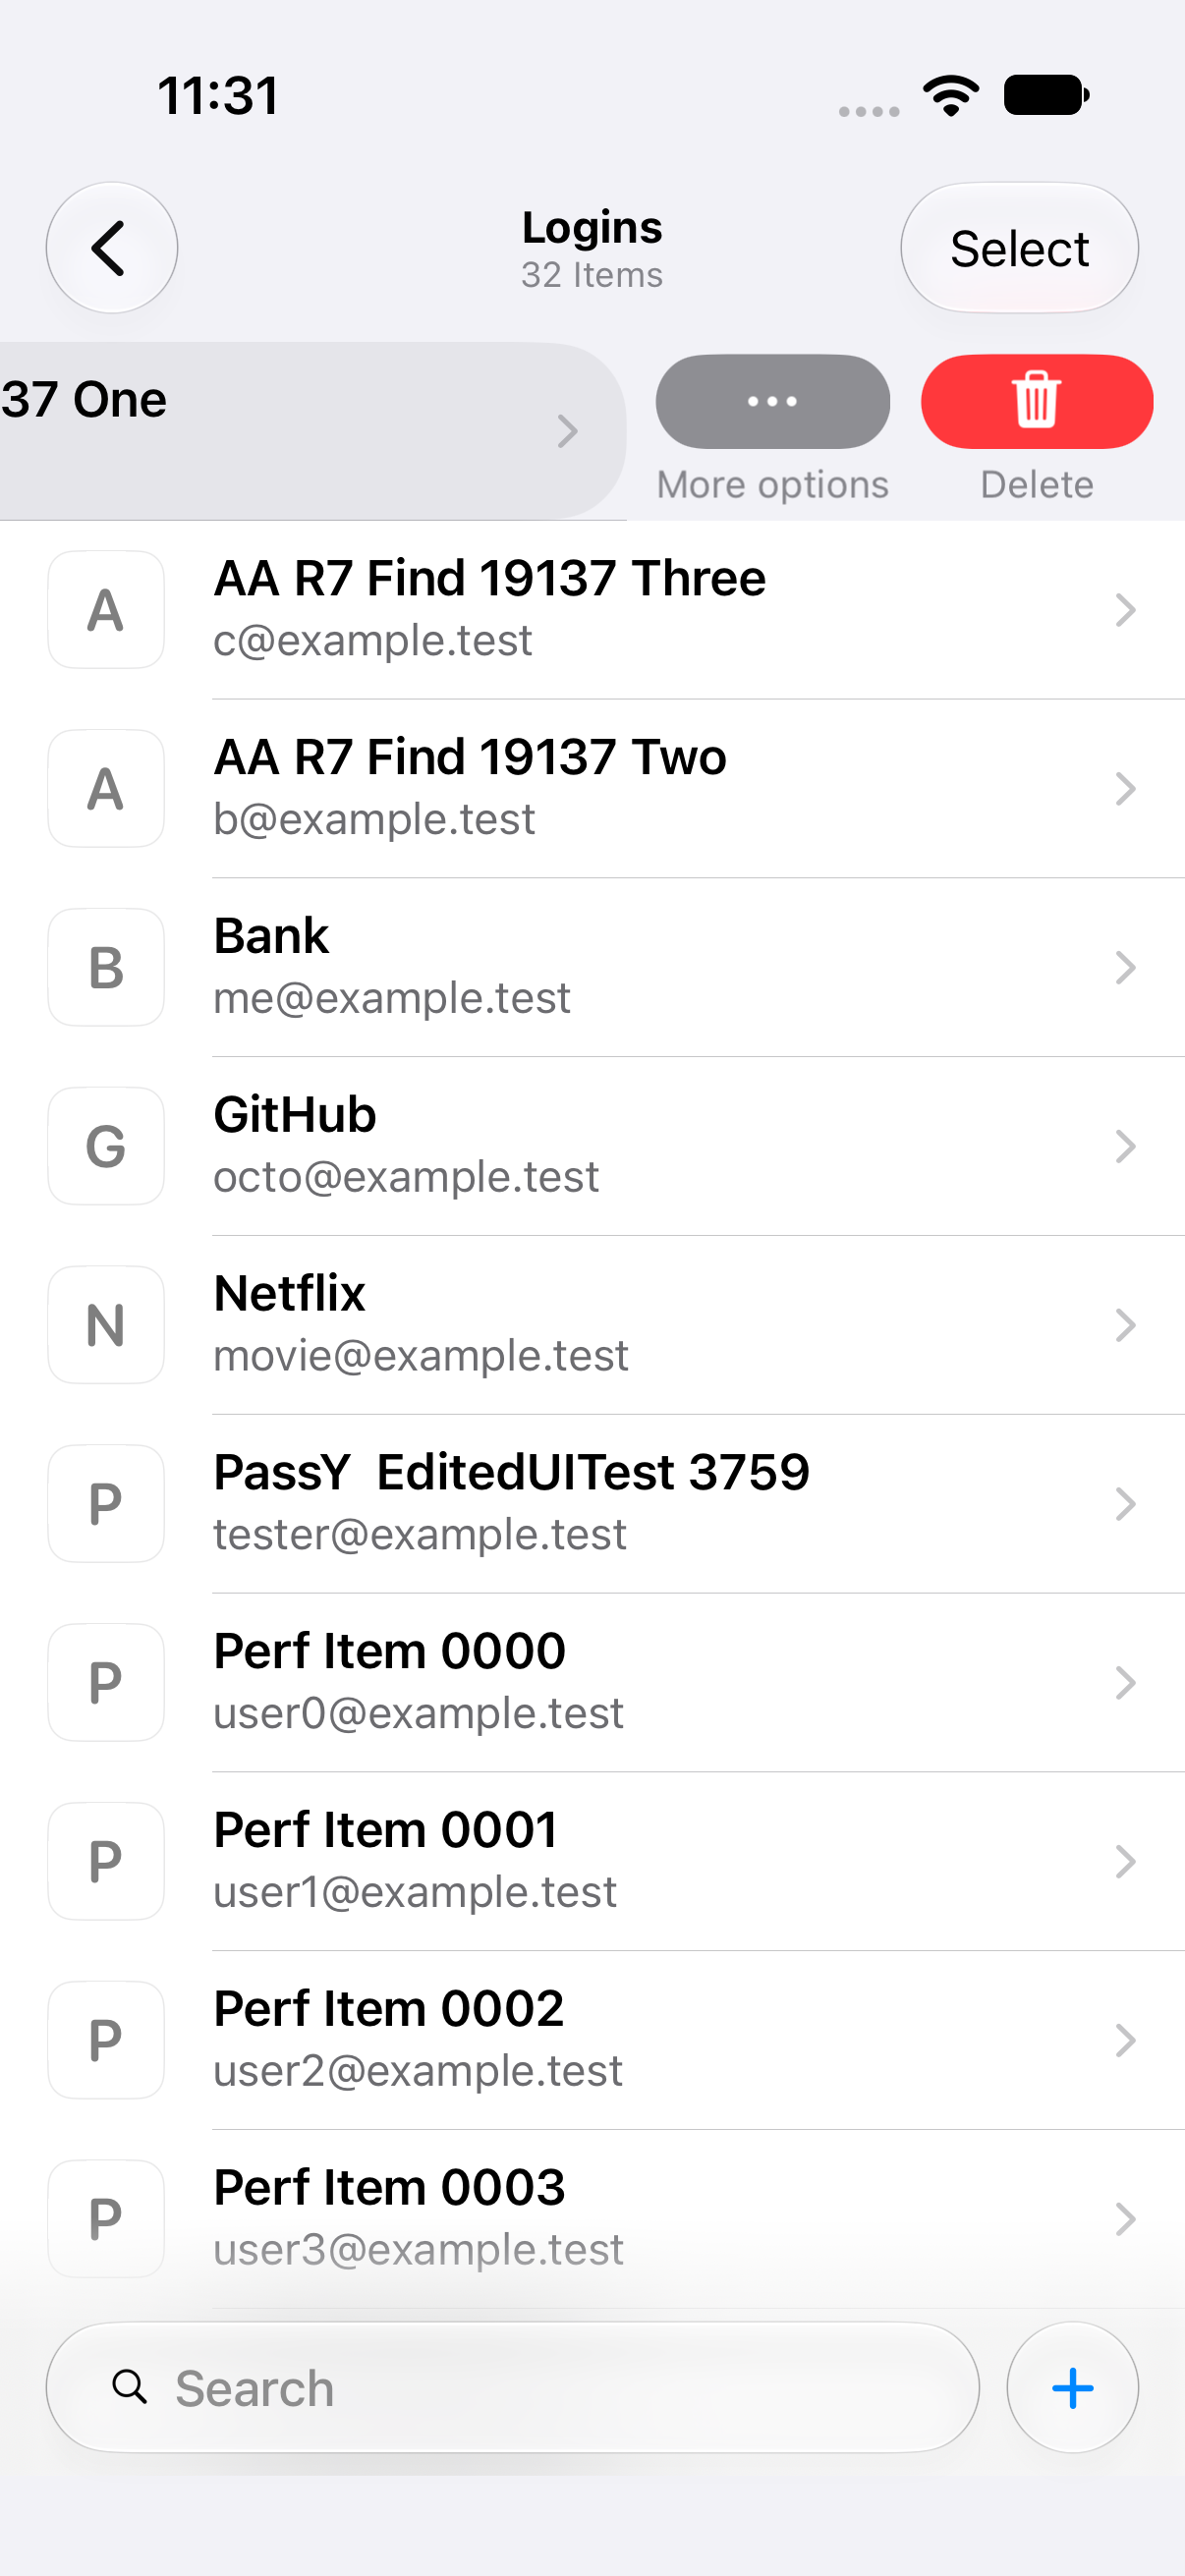 11:31
Logins
32 Items
Select
37 One
More options
Delete
A
AA R7 Find 19137 Three
c@example.test
A
AA R7 Find 19137 Two
b@example.test
B
Bank
me@example.test
G
GitHub
octo@example.test
N
Netflix
movie@example.test
P
PassY  EditedUITest 3759
tester@example.test
P
Perf Item 0000
user0@example.test
P
Perf Item 0001
user1@example.test
P
Perf Item 0002
user2@example.test
P
Perf Item 0003
user3@example.test
Search